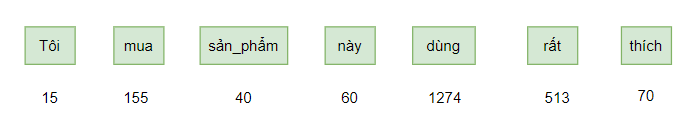 Tôi mua sản_phẩm này dùng rất thích
15 155 40 60 1274 513 70